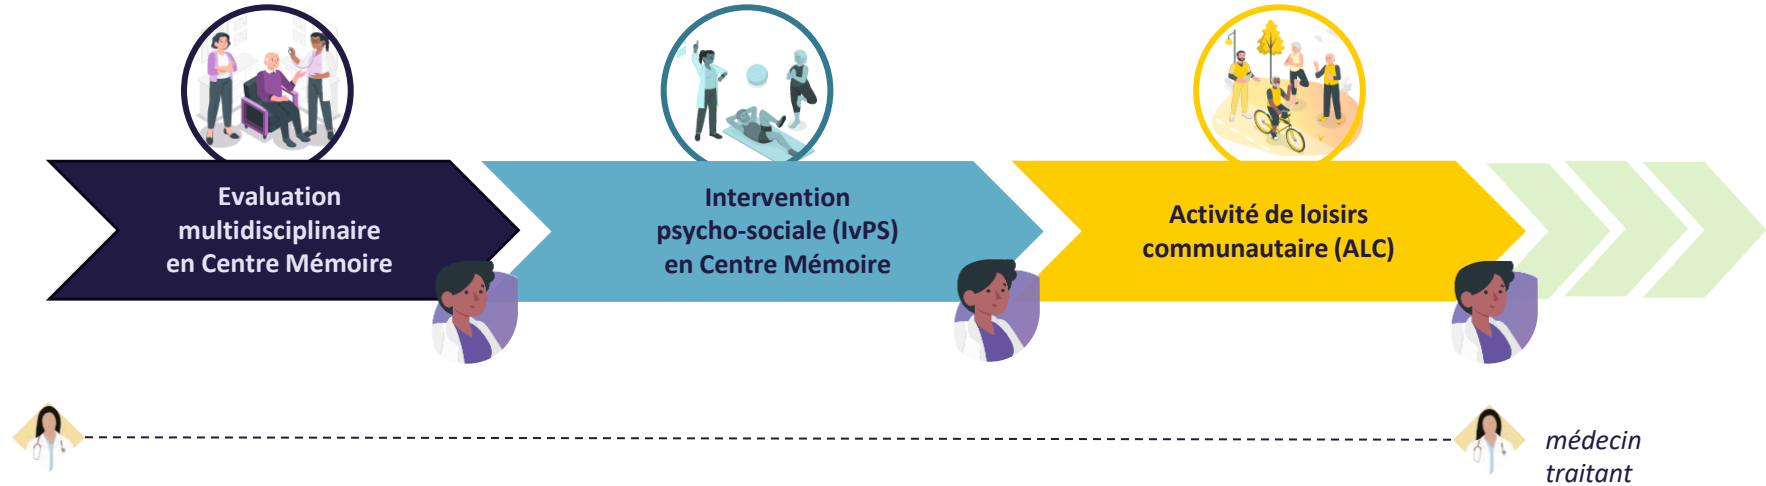 Evaluation
multidisciplinaire
en Centre Mémoire
Intervention
psycho-sociale (IvPS)
en Centre Mémoire
Activité de loisirs
communautaire (ALC)
médecin
traitant